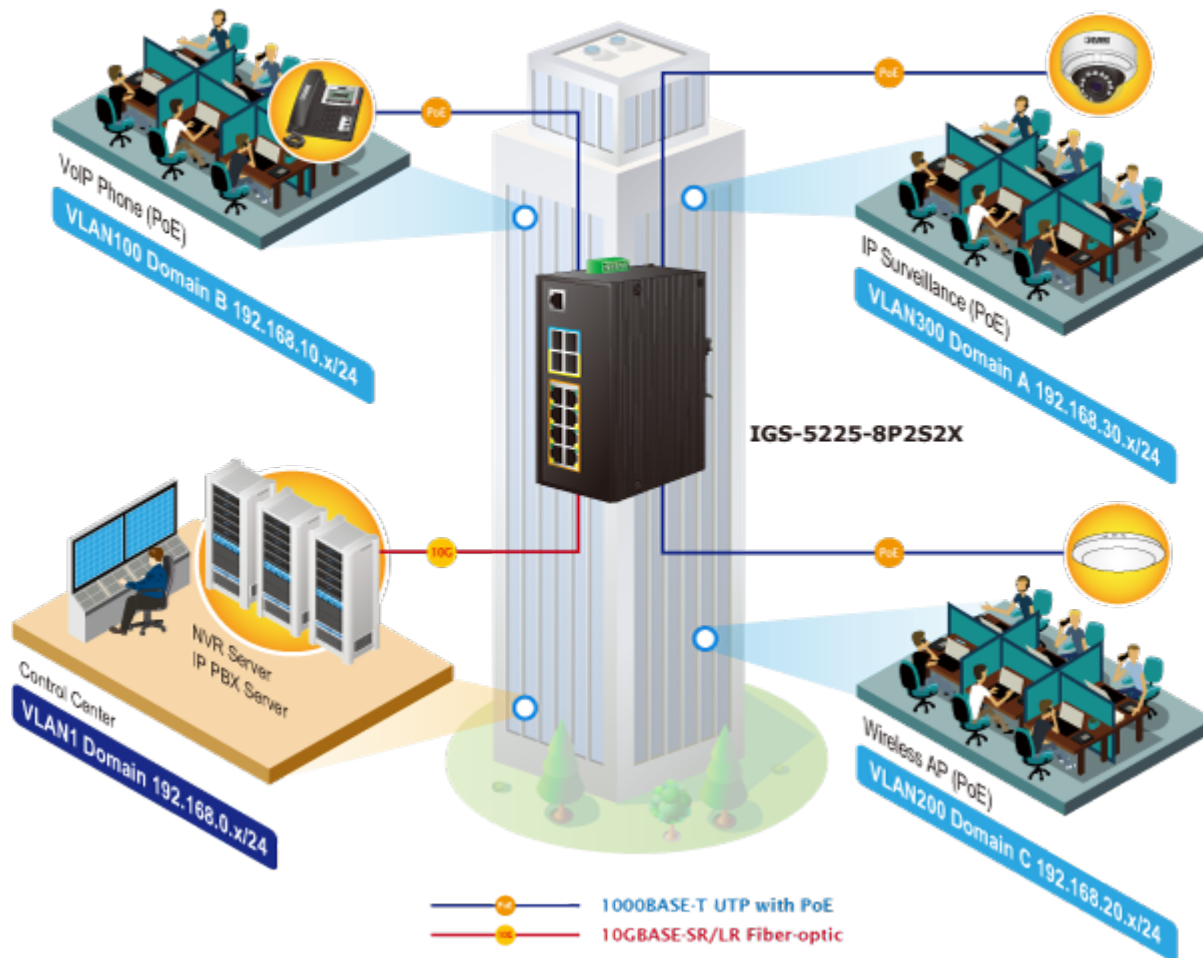 PoE
PoE
VoIP Phone (PoE)
VLAN100 Domain B 192.168.10.x/24
IP Surveillance (PoE)
VLAN300 Domain A 192.168.30.x/24
IGS-5225-8P2S2X
10G
PoE
NVR Server
IP PBX Server
Control Center
VLAN1 Domain 192.168.0.x/24
Wireless AP (PoE)
VLAN200 Domain C 192.168.20.x/24
PoE
1000BASE-T UTP with PoE
10G
10GBASE-SR/LR Fiber-optic